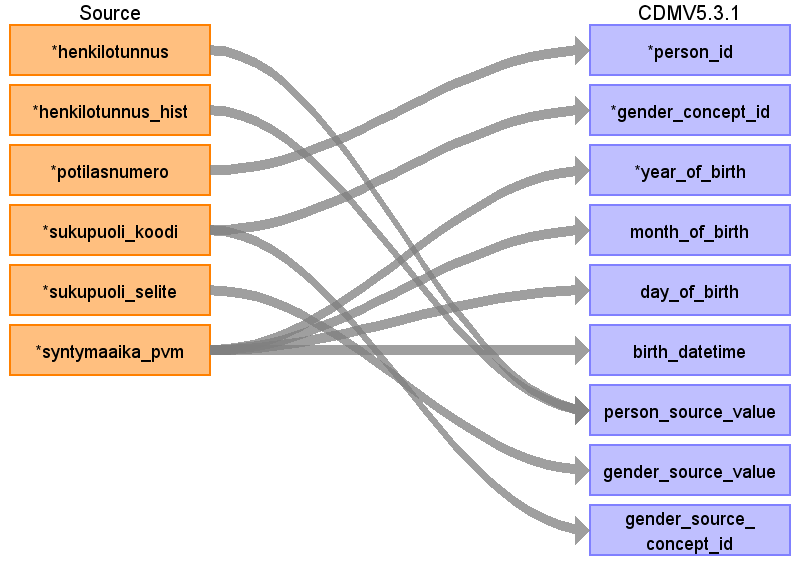 Source
CDMV5.3.1
*henkilotunnus
*person_id
*henkilotunnus_hist
*gender_concept_id
*potilasnumero
*year_of_birth
*sukupuoli_koodi
month_of_birth
*sukupuoli_selite
day_of_birth
*syntymaaika_pvm
birth_datetime
person_source_value
gender_source_value
gender_source_
concept_id